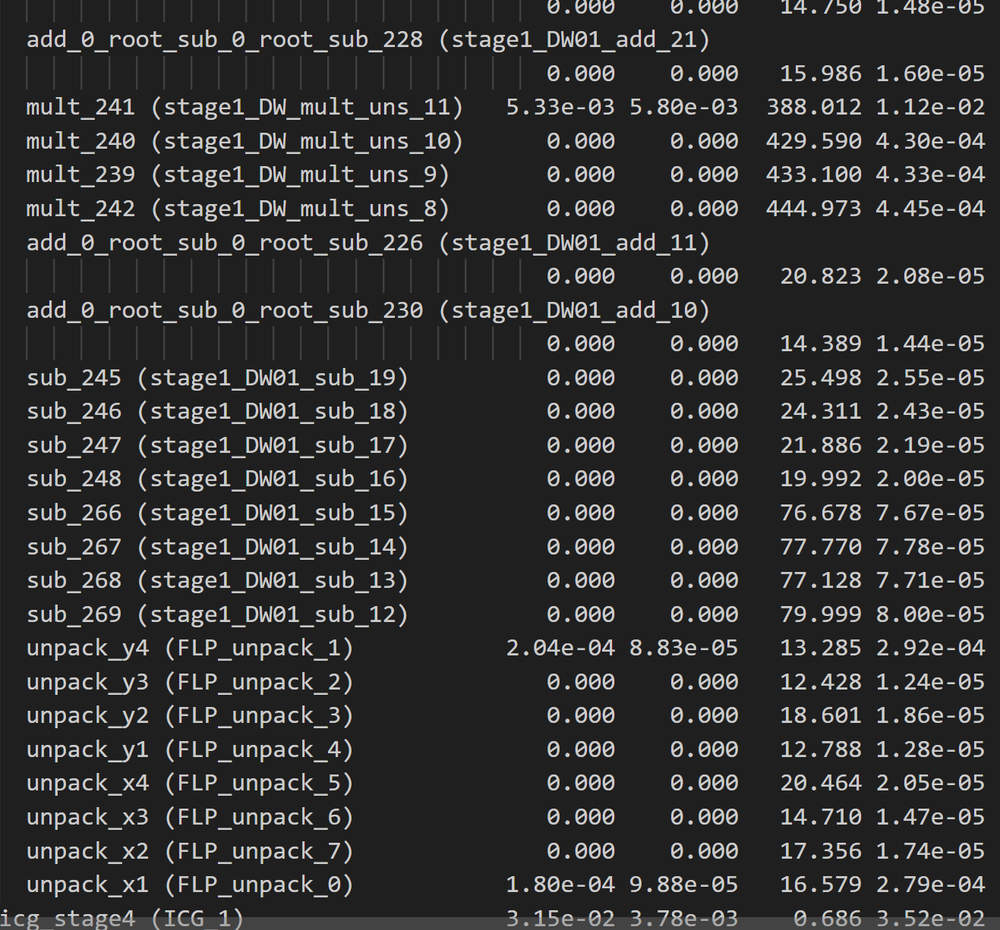 0.000 0.000 14.750 1.48e-05
add_0_root_sub_0_root_sub_228 (stage1_DW01_add_21)
0.000 0.000 15.986 1.60e-05
mult_241 (stage1_DW_mult_uns_11) 5.33e-03 5.80e-03 388.012 1.12e-02
mult_240 (stage1_DW_mult_uns_10) 0.000 0.000 429.590 4.30e-04
mult_239 (stage1_DW_mult_uns_9) 0.000 0.000 433.100 4.33e-04
mult_242 (stage1_DW_mult_uns_8) 0.000 0.000 444.973 4.45e-04
add_0_root_sub_0_root_sub_226 (stage1_DW01_add_11)
0.000 0.000 20.823 2.08e-05
add_0_root_sub_0_root_sub_230 (stage1_DW01_add_10)
0.000 0.000 14.389 1.44e-05
sub_245 (stage1_DW01_sub_19) 0.000 0.000 25.498 2.55e-05
sub_246 (stage1_DW01_sub_18) 0.000 0.000 24.311 2.43e-05
sub_247 (stage1_DW01_sub_17) 0.000 0.000 21.886 2.19e-05
sub_248 (stage1_DW01_sub_16) 0.000 0.000 19.992 2.00e-05
sub_266 (stage1_DW01_sub_15) 0.000 0.000 76.678 7.67e-05
sub_267 (stage1_DW01_sub_14) 0.000 0.000 77.770 7.78e-05
sub_268 (stage1_DW01_sub_13) 0.000 0.000 77.128 7.71e-05
sub_269 (stage1_DW01_sub_12) 0.000 0.000 79.999 8.00e-05
unpack_y4 (FLP_unpack_1) 2.04e-04 8.83e-05 13.285 2.92e-04
unpack_y3 (FLP_unpack_2) 0.000 0.000 12.428 1.24e-05
unpack_y2 (FLP_unpack_3) 0.000 0.000 18.601 1.86e-05
unpack_y1 (FLP_unpack_4) 0.000 0.000 12.788 1.28e-05
unpack_x4 (FLP_unpack_5) 0.000 0.000 20.464 2.05e-05
unpack_x3 (FLP_unpack_6) 0.000 0.000 14.710 1.47e-05
unpack_x2 (FLP_unpack_7) 0.000 0.000 17.356 1.74e-05
unpack_x1 (FLP_unpack_0) 1.80e-04 9.88e-05 16.579 2.79e-04
icg_stage4 (ICG_1) 3.15e-02 3.78e-03 0.686 3.52e-02